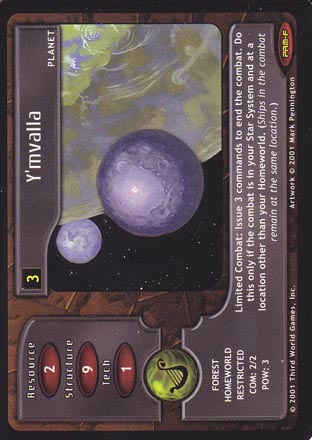 Y'mvalla
PLANET
3
Resource
2
Structure
9
Tech
1
FOREST
HOMEWORLD
RESTRICTED
COM: 2/2
POW: 3
Limited Combat: Issue 3 commands to end the combat. Do
this only if the combat is in your Star System and at a
location other than your Homeworld. (Ships in the combat
remain at the same location.)
PRM-F
© 2001 Third World Games, Inc.
Artwork © 2001 Mark Pennington